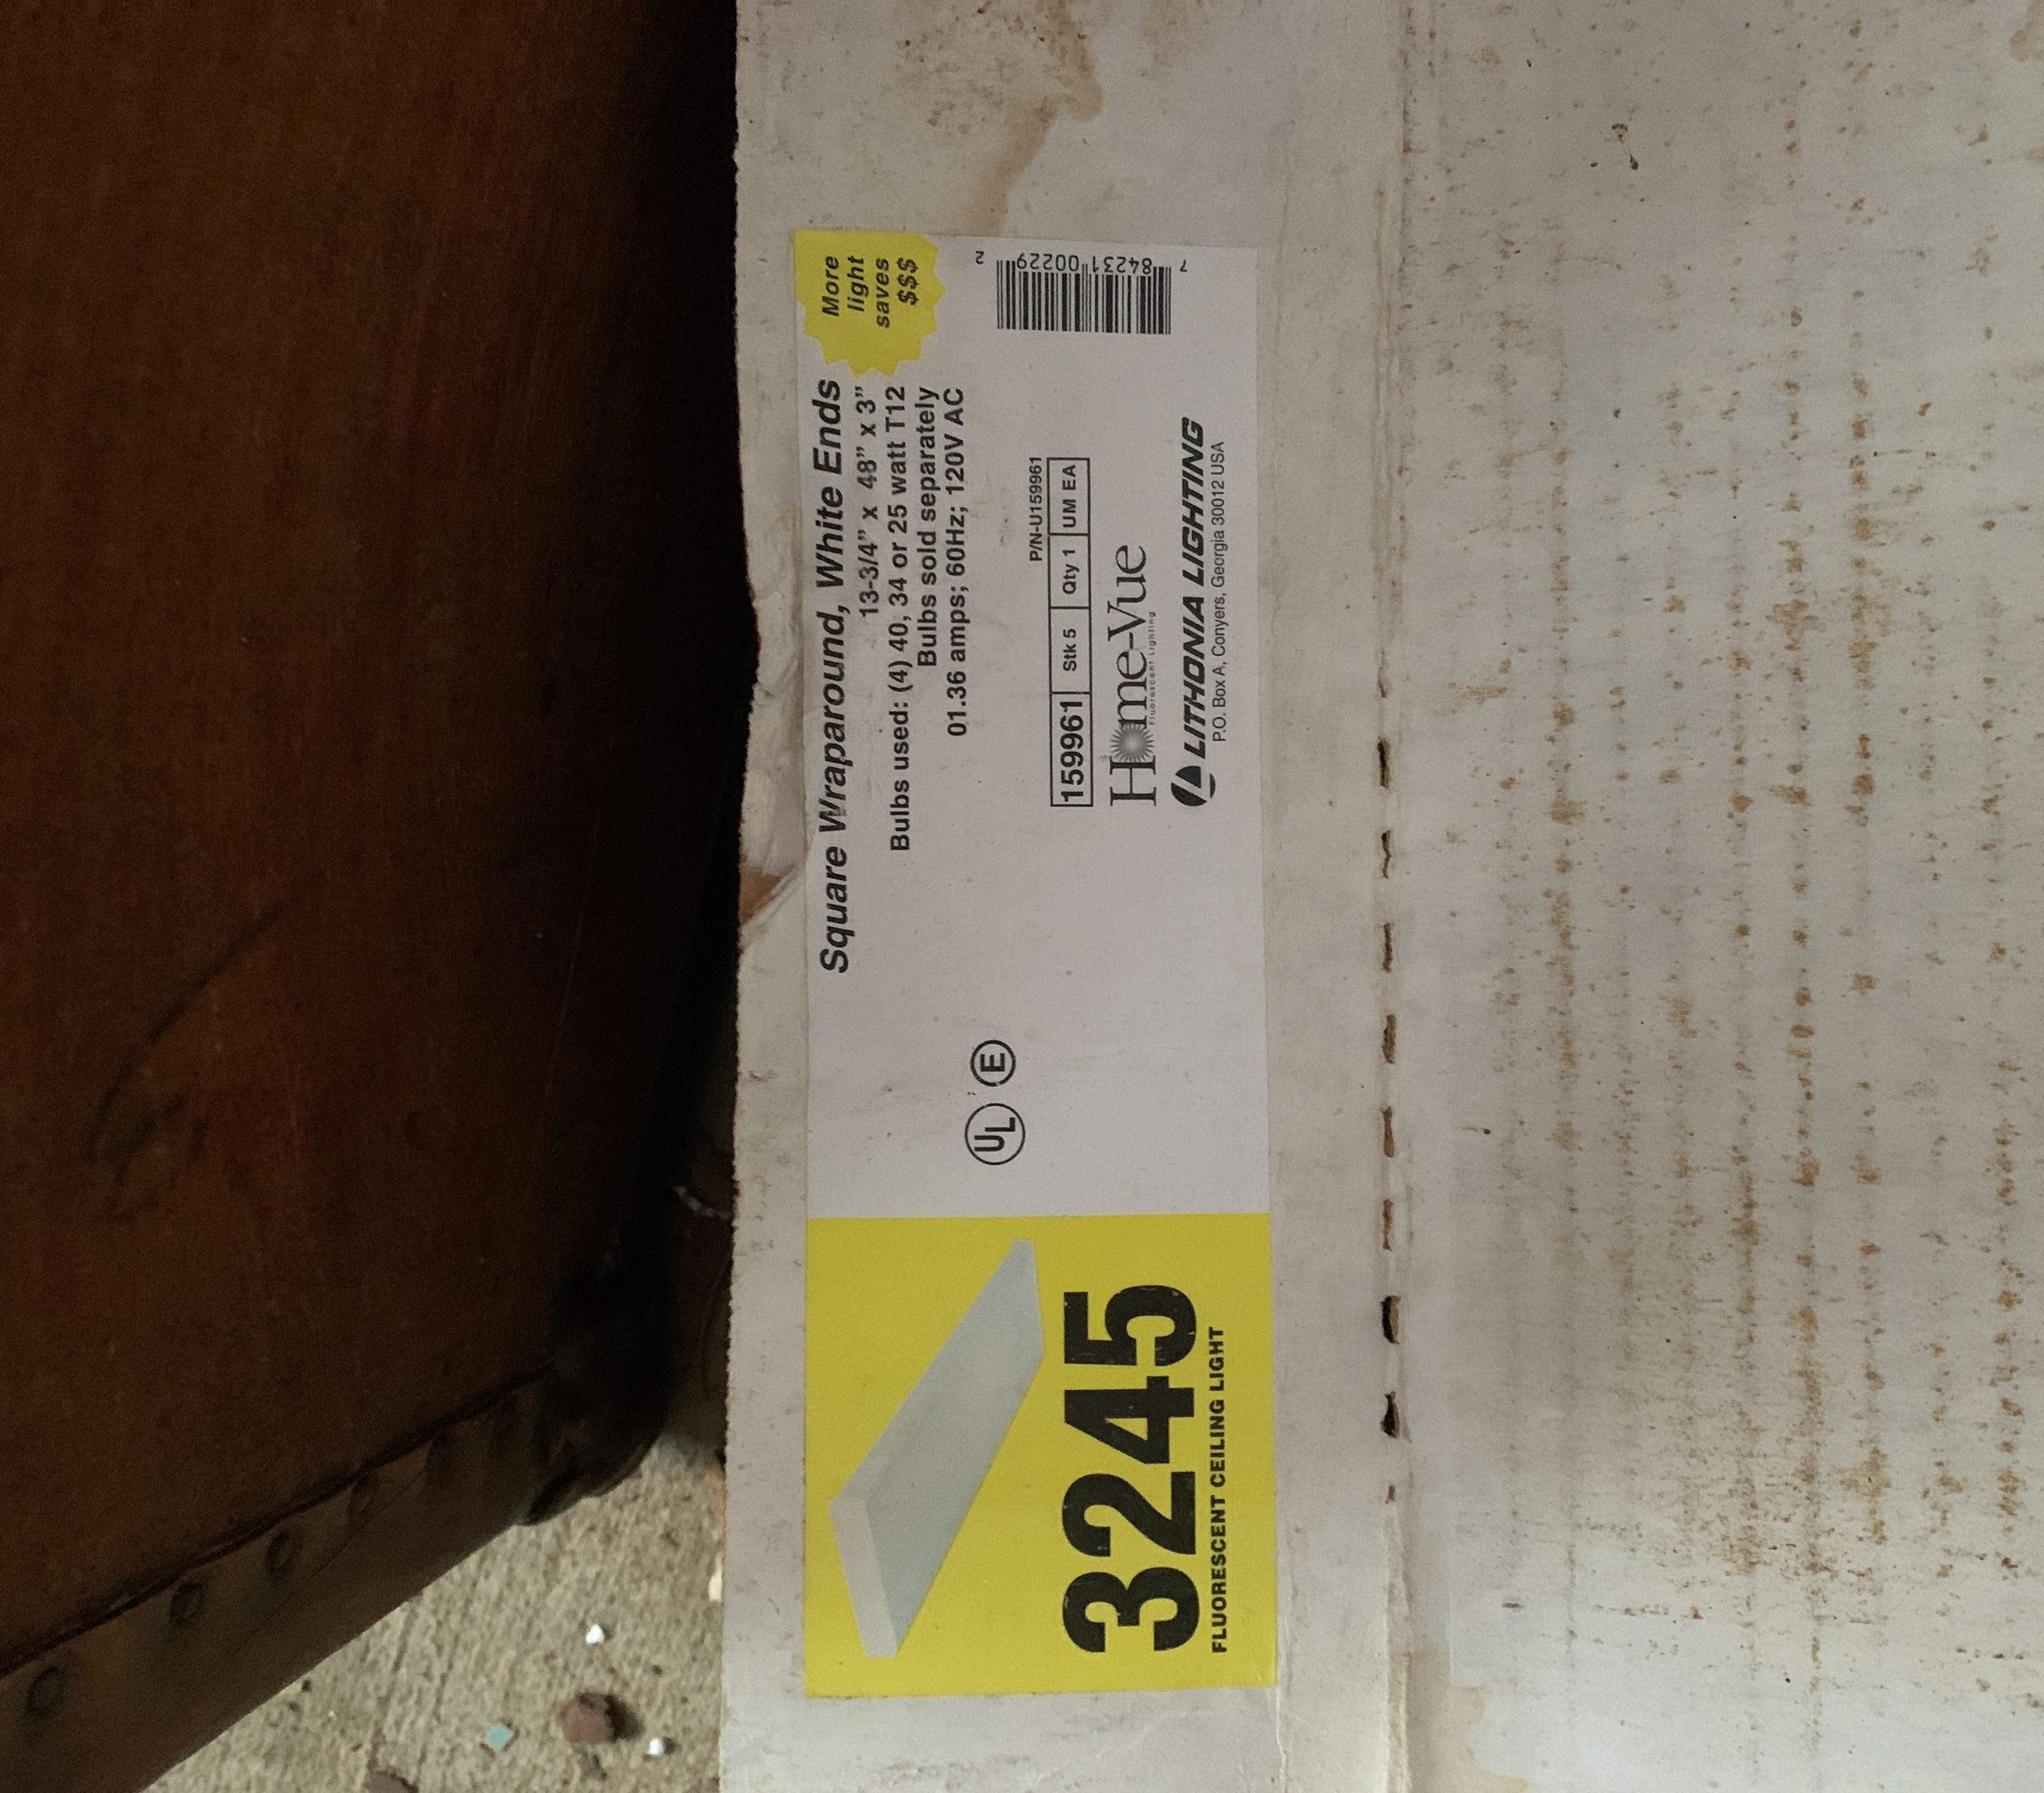 Square Wraparound, White Ends
13-3/4” x 48” x 3”
Bulbs used: (4) 40, 34 or 25 watt T12
Bulbs sold separately
01.36 amps; 60Hz; 120V AC
More
light
saves
$$$
7 84231 00229 2
P/N-U159961
159961 Stk 5 Qty 1 UM EA
Home-Vue
Fluorescent Lighting
LITHONIA LIGHTING
P.O. Box A, Conyers, Georgia 30012 USA
UL E
3245
FLUORESCENT CEILING LIGHT